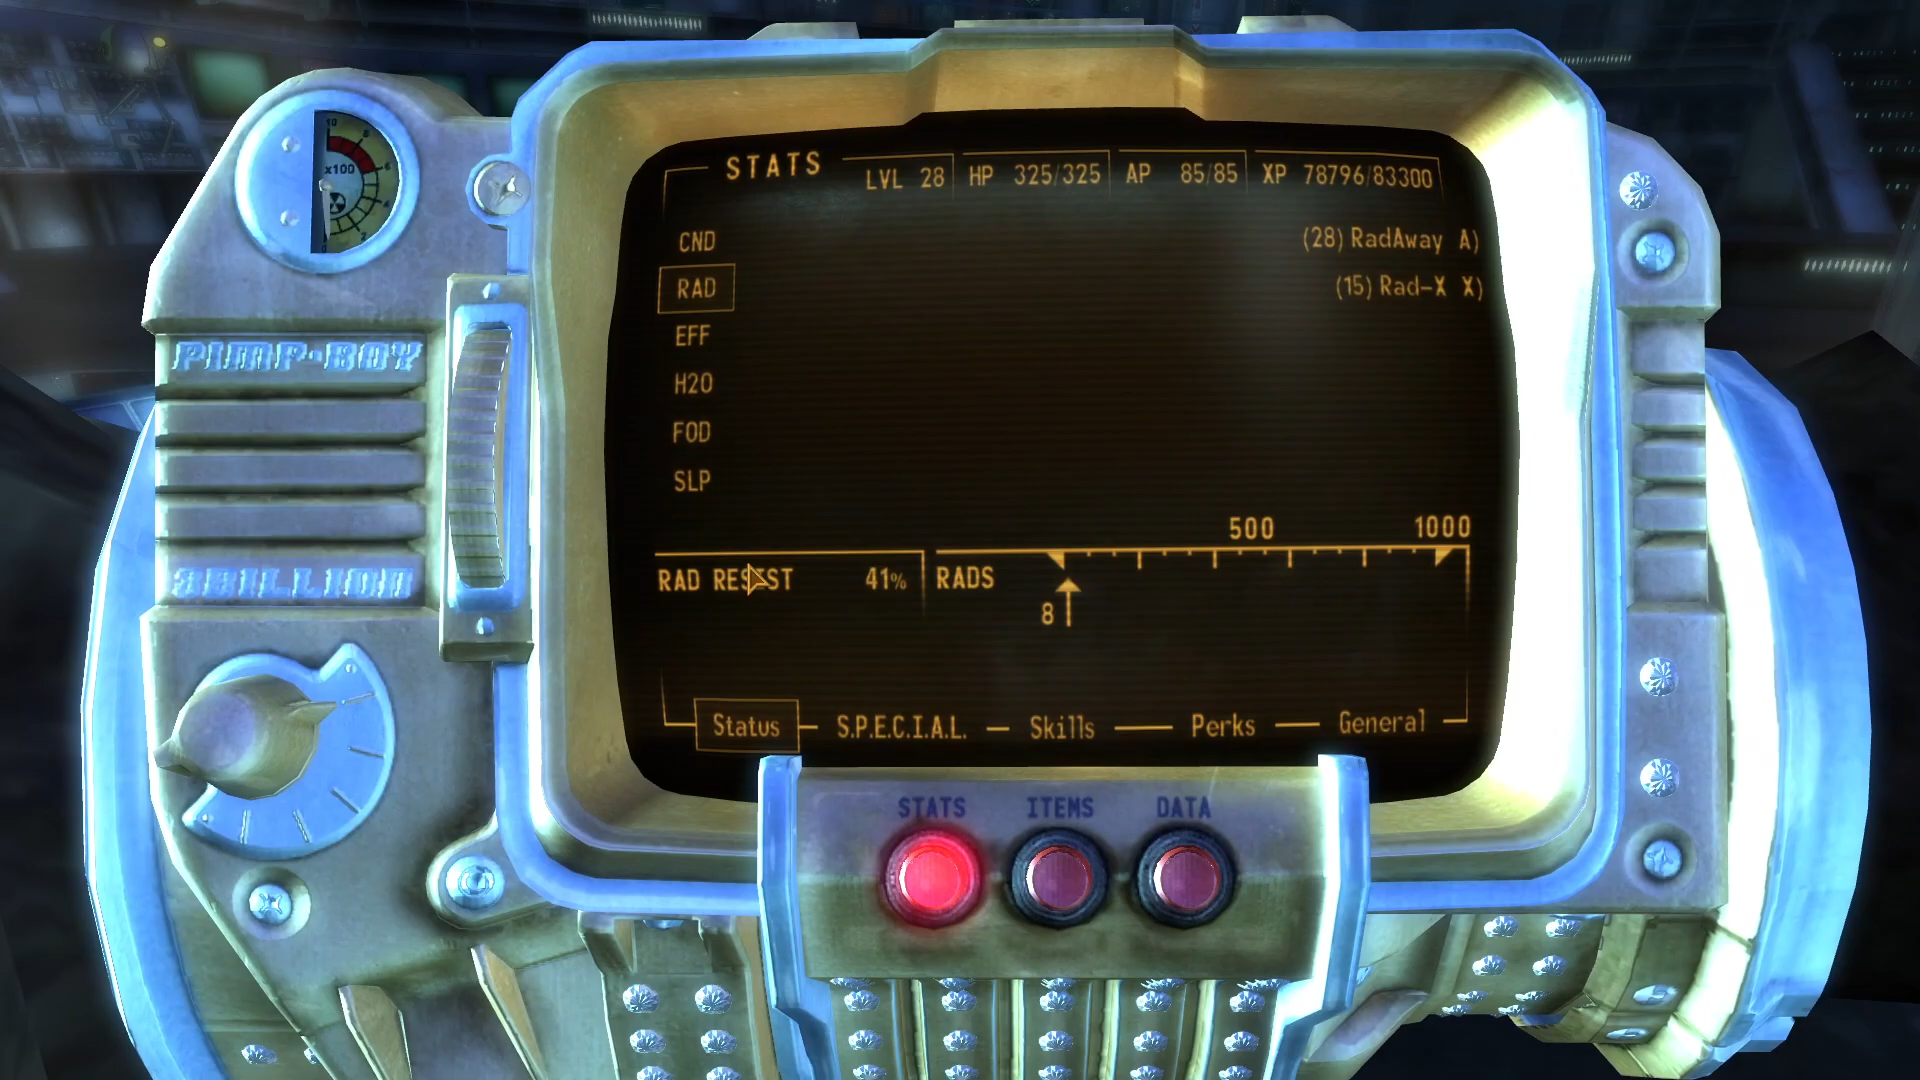 STATS
LVL 28 HP 325/325 AP 85/85 XP 78796/83300
CND
(28) RadAway A)
RAD
(15) Rad-X X)
EFF
H2O
FOD
SLP
500 1000
RAD RESIST 41% RADS
8
Status S.P.E.C.I.A.L. Skills Perks General
x100
PIMP-BOY
3BILLION
STATS ITEMS DATA